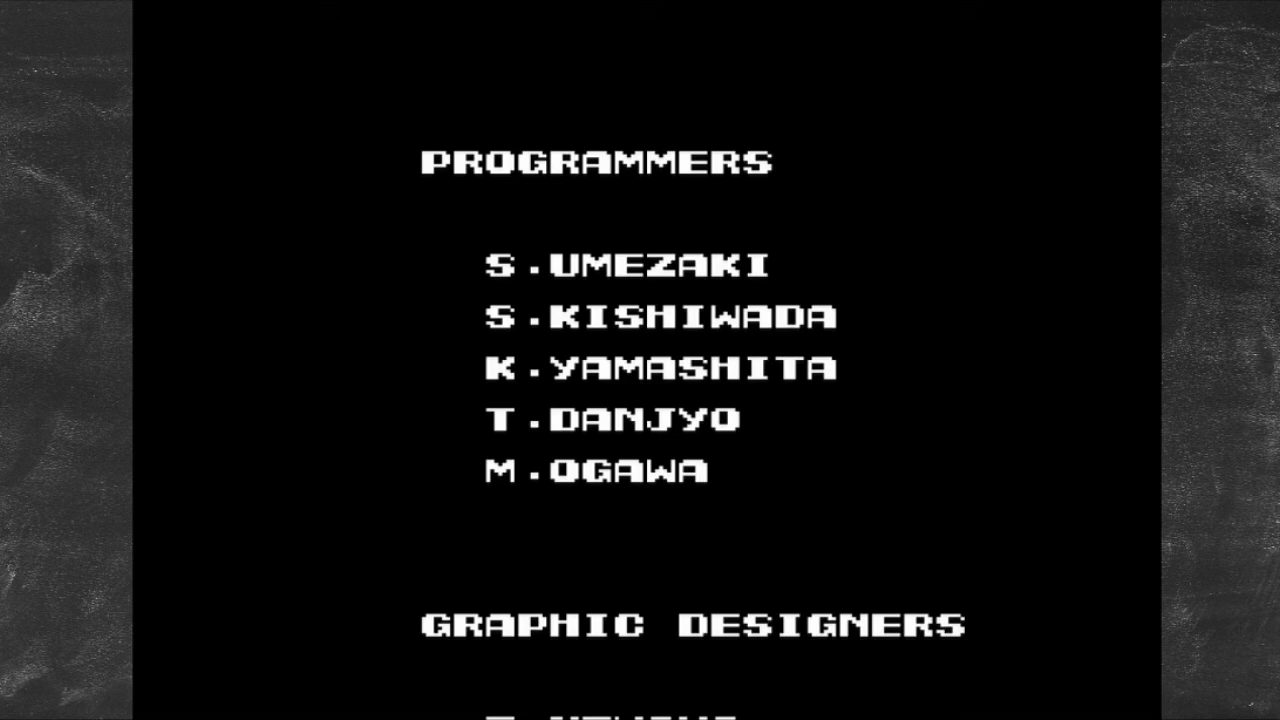 PROGRAMMERS
S.UMEZAKI
S.KISHIWADA
K.YAMASHITA
T.DANJYO
M.OGAWA
GRAPHIC DESIGNERS